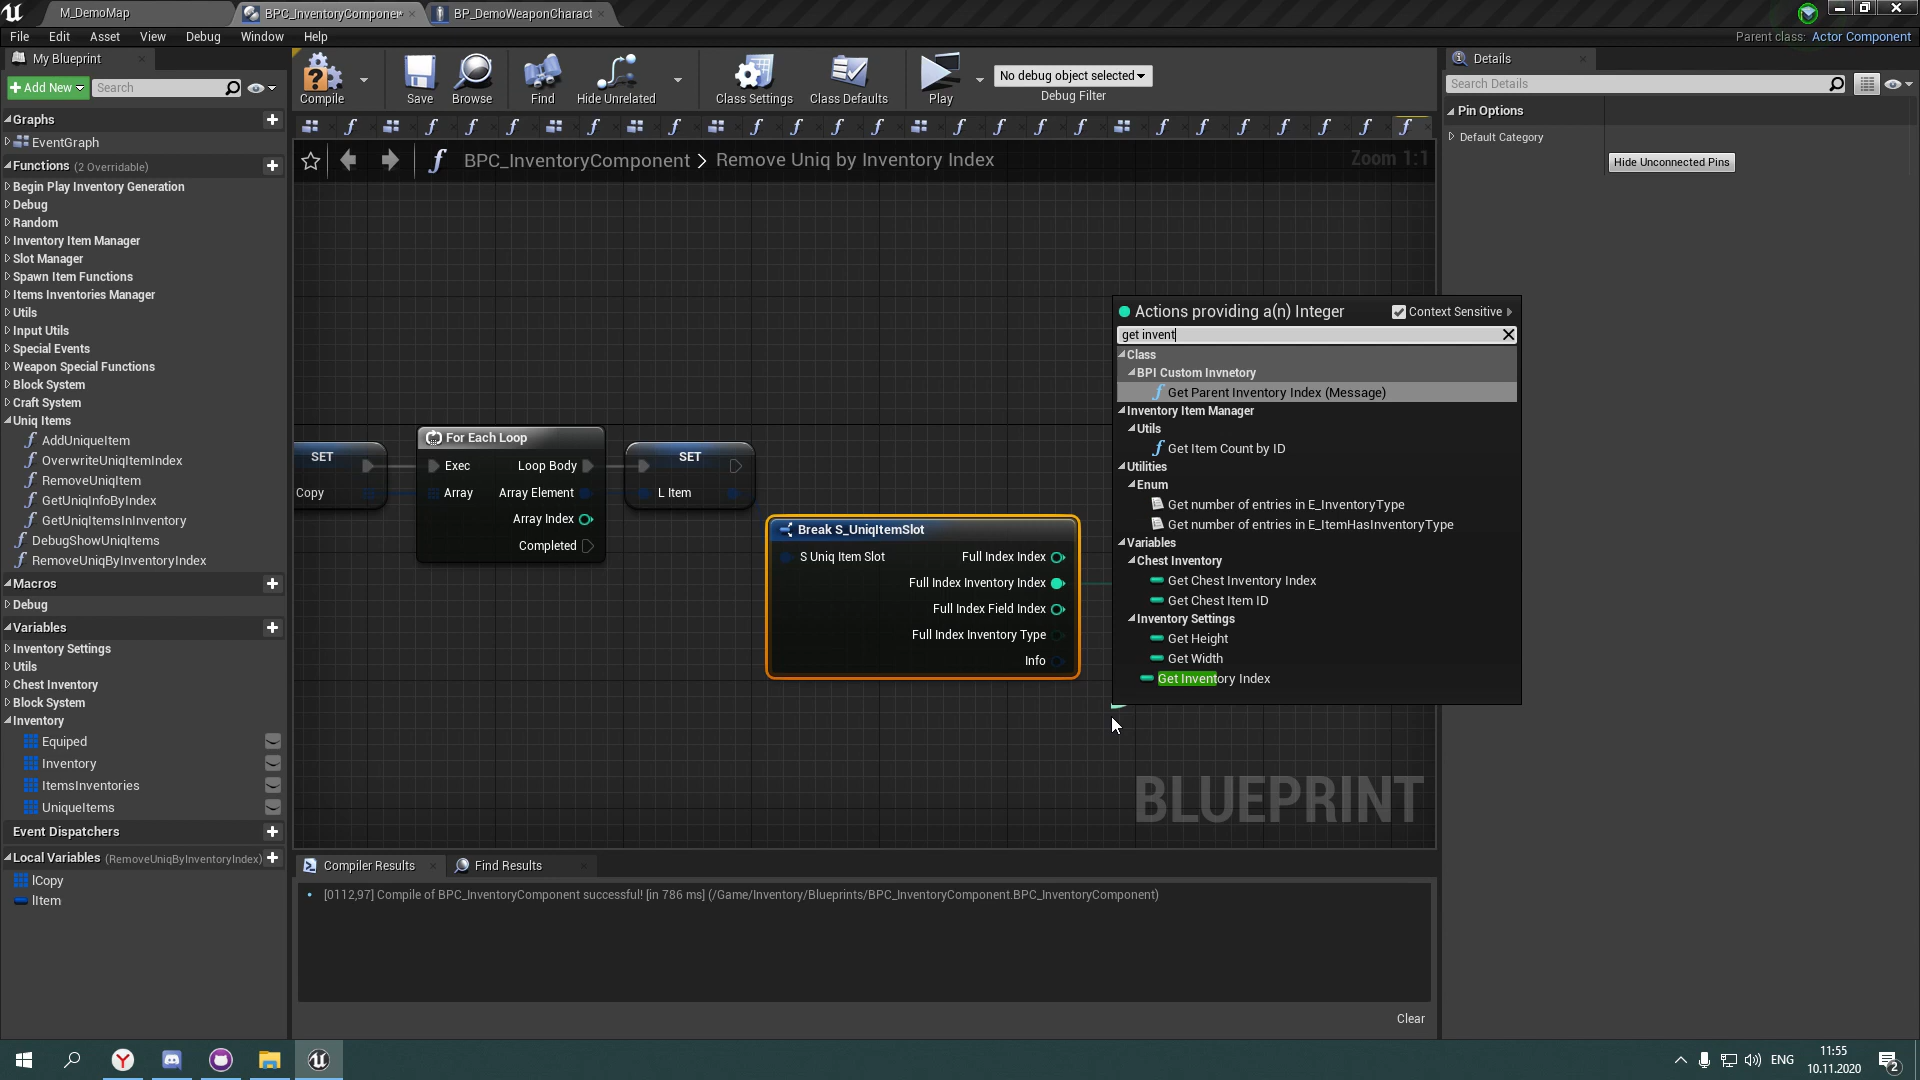 M_DemoMap
BPC_InventoryComponen*
BP_DemoWeaponCharact
File Edit Asset View Debug Window Help
Parent class: Actor Component
My Blueprint
Add New
Search
Compile
Save
Browse
Find
Hide Unrelated
Class Settings
Class Defaults
Play
No debug object selected
Debug Filter
Details
Search Details
Pin Options
Default Category
Hide Unconnected Pins
Graphs
EventGraph
Functions (2 Overridable)
Begin Play Inventory Generation
Debug
Random
Inventory Item Manager
Slot Manager
Spawn Item Functions
Items Inventories Manager
Utils
Input Utils
Special Events
Weapon Special Functions
Block System
Craft System
Uniq Items
AddUniqueItem
OverwriteUniqItemIndex
RemoveUniqItem
GetUniqInfoByIndex
GetUniqItemsInInventory
DebugShowUniqItems
RemoveUniqByInventoryIndex
Macros
Debug
Variables
Inventory Settings
Utils
Chest Inventory
Block System
Inventory
Equiped
Inventory
ItemsInventories
UniqueItems
Event Dispatchers
Local Variables (RemoveUniqByInventoryIndex)
lCopy
lItem
BPC_InventoryComponent > Remove Uniq by Inventory Index
Zoom 1:1
SET
Copy
For Each Loop
Exec Loop Body
Array Array Element
Array Index
Completed
SET
L Item
Break S_UniqItemSlot
S Uniq Item Slot Full Index Index
Full Index Inventory Index
Full Index Field Index
Full Index Inventory Type
Info
Actions providing a(n) Integer
Context Sensitive
get invent
Class
BPI Custom Invnetory
Get Parent Inventory Index (Message)
Inventory Item Manager
Utils
Get Item Count by ID
Utilities
Enum
Get number of entries in E_InventoryType
Get number of entries in E_ItemHasInventoryType
Variables
Chest Inventory
Get Chest Inventory Index
Get Chest Item ID
Inventory Settings
Get Height
Get Width
Get Inventory Index
BLUEPRINT
Compiler Results
Find Results
[0112,97] Compile of BPC_InventoryComponent successful! [in 786 ms] (/Game/Inventory/Blueprints/BPC_InventoryComponent.BPC_InventoryComponent)
Clear
ENG
11:55
10.11.2020
2